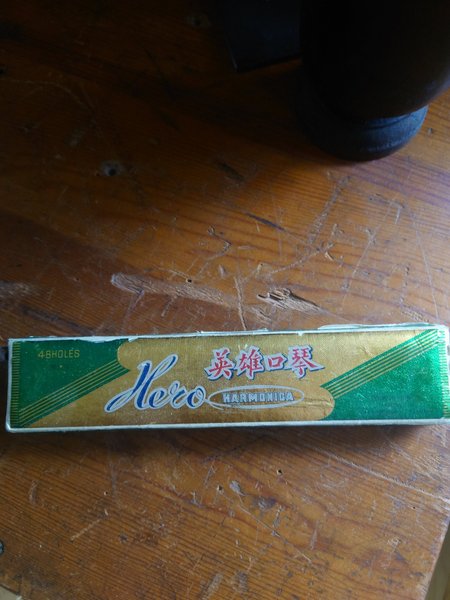 48HOLES
英雄口琴
Hero
HARMONICA